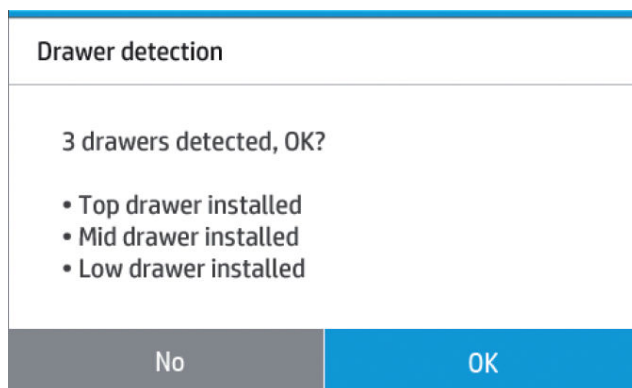 Drawer detection
3 drawers detected, OK?
• Top drawer installed
• Mid drawer installed
• Low drawer installed
No
OK